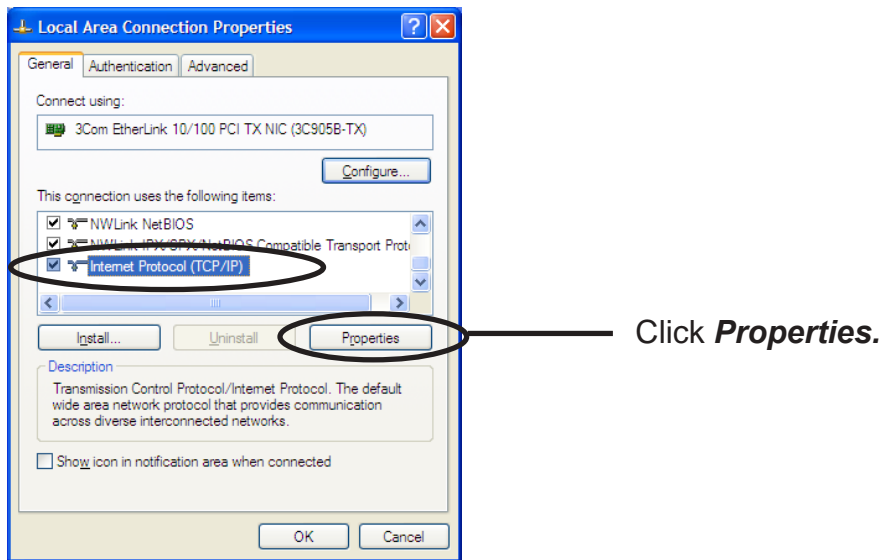 Local Area Connection Properties
General
Authentication
Advanced
Connect using:
3Com EtherLink 10/100 PCI TX NIC (3C905B-TX)
Configure...
This connection uses the following items:
NWLink NetBIOS
NWLink IPX/SPX/NetBIOS Compatible Transport Proto
Internet Protocol (TCP/IP)
Install...
Uninstall
Properties
Click Properties.
Description
Transmission Control Protocol/Internet Protocol. The default
wide area network protocol that provides communication
across diverse interconnected networks.
Show icon in notification area when connected
OK
Cancel